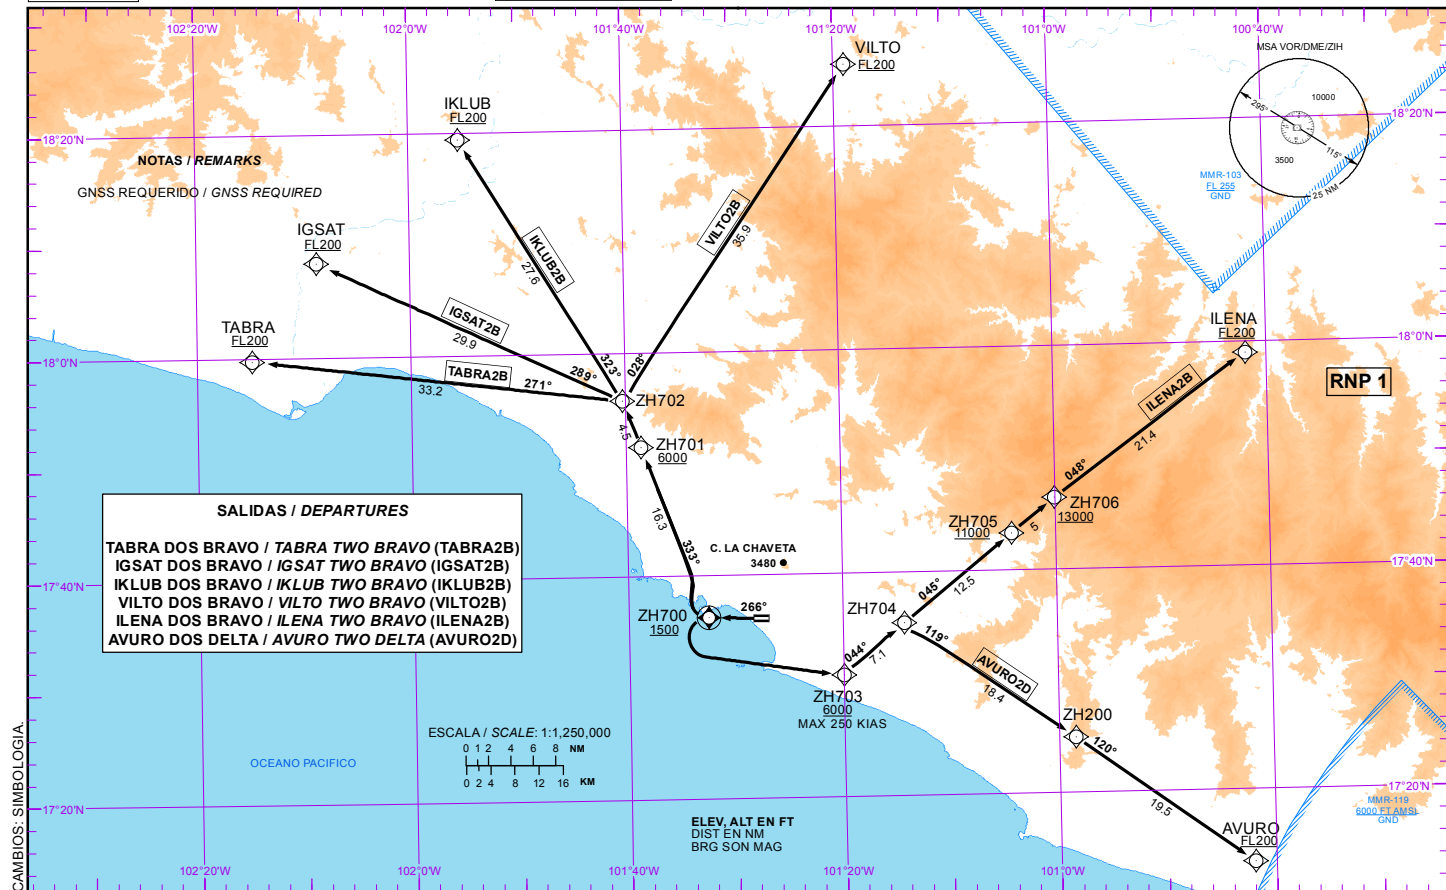 102°20'W
102°0'W
101°40'W
101°20'W
101°0'W
100°40'W
VILTO
FL200
MSA VOR/DME/ZIH
295°
10000
3500
115°
25 NM
IKLUB
FL200
18°20'N
18°20'N
NOTAS / REMARKS
GNSS REQUERIDO / GNSS REQUIRED
MMR-103
FL 255
GND
IGSAT
FL200
IKLUB2B
27.6
VILTO2B
35.9
IGSAT2B
29.9
TABRA
FL200
ILENA
FL200
18°0'N
18°0'N
323°
028°
289°
TABRA2B
271°
33.2
RNP 1
ILENA2B
21.4
ZH702
4.5
ZH701
6000
048°
ZH706
13000
SALIDAS / DEPARTURES
TABRA DOS BRAVO / TABRA TWO BRAVO (TABRA2B)
IGSAT DOS BRAVO / IGSAT TWO BRAVO (IGSAT2B)
IKLUB DOS BRAVO / IKLUB TWO BRAVO (IKLUB2B)
VILTO DOS BRAVO / VILTO TWO BRAVO (VILTO2B)
ILENA DOS BRAVO / ILENA TWO BRAVO (ILENA2B)
AVURO DOS DELTA / AVURO TWO DELTA (AVURO2D)
16.3
333°
ZH705
11000
5
C. LA CHAVETA
3480
17°40'N
17°40'N
045°
12.5
ZH700
1500
266°
ZH704
044°
7.1
119°
AVURO2D
18.4
ZH703
6000
MAX 250 KIAS
ZH200
120°
19.5
ESCALA / SCALE: 1:1,250,000
0 1 2 4 6 8 NM
0 2 4 8 12 16 KM
OCEANO PACIFICO
17°20'N
17°20'N
MMR-119
6000 FT AMSL
GND
ELEV, ALT EN FT
DIST EN NM
BRG SON MAG
AVURO
FL200
CAMBIOS: SIMBOLOGIA.
102°20'W
102°0'W
101°40'W
101°20'W
101°0'W
100°40'W